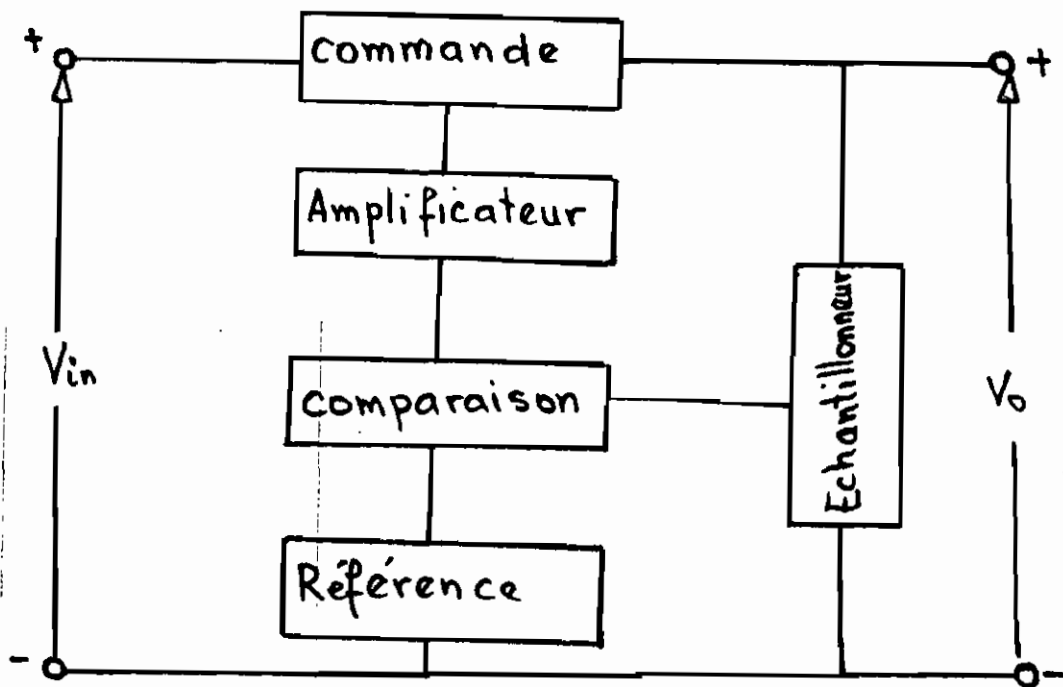 +
commande
+
Amplificateur
Echantillonneur
Vin
comparaison
Vo
Référence
-
-